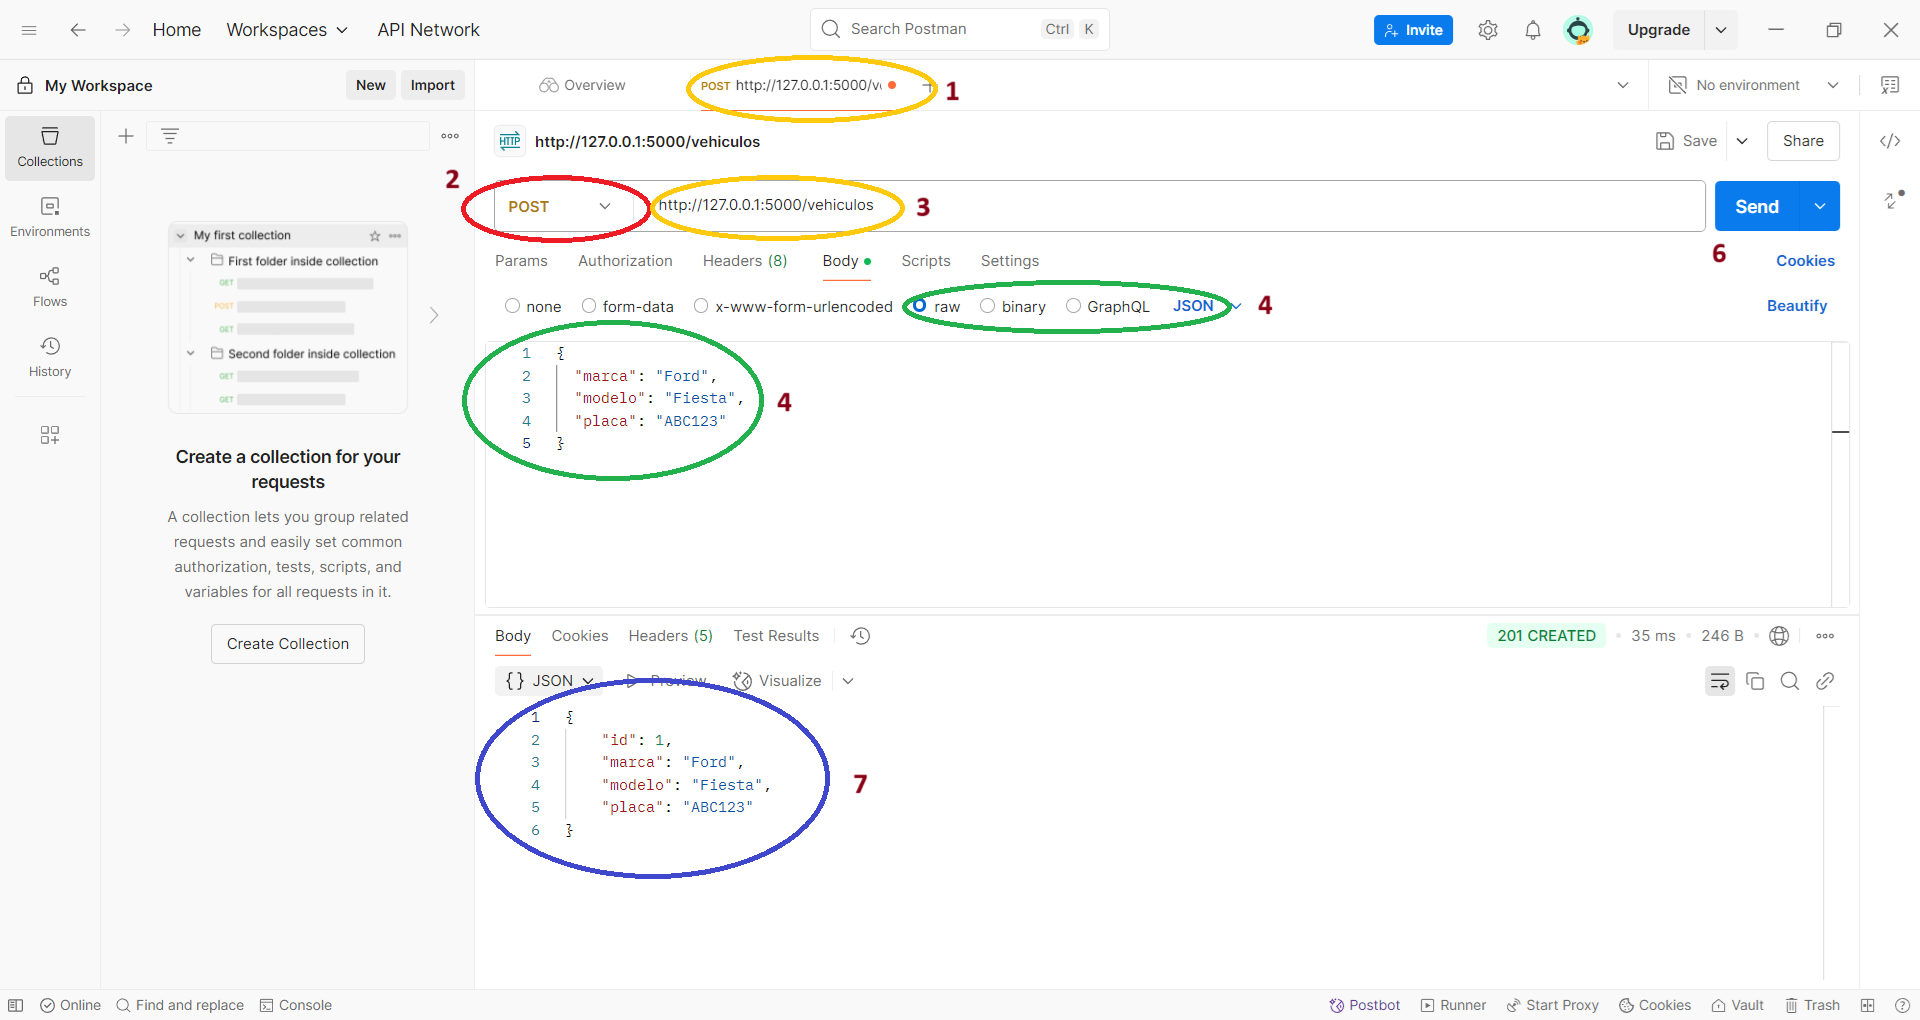 Home Workspaces API Network Search Postman Ctrl K Invite Upgrade
My Workspace New Import Overview POST http://127.0.0.1:5000/v 1 No environment
Collections
Environments
Flows
History
My first collection
First folder inside collection
GET
POST
GET
Second folder inside collection
GET
GET
Create a collection for your
requests
A collection lets you group related
requests and easily set common
authorization, tests, scripts, and
variables for all requests in it.
Create Collection
HTTP http://127.0.0.1:5000/vehiculos Save Share
2
POST http://127.0.0.1:5000/vehiculos 3 Send
6
Params Authorization Headers (8) Body Scripts Settings Cookies
none form-data x-www-form-urlencoded raw binary GraphQL JSON 4 Beautify
1 {
2 "marca": "Ford",
3 "modelo": "Fiesta",
4 "placa": "ABC123"
5 }
4
Body Cookies Headers (5) Test Results 201 CREATED 35 ms 246 B
{} JSON Preview Visualize
1 {
2 "id": 1,
3 "marca": "Ford",
4 "modelo": "Fiesta",
5 "placa": "ABC123"
6 }
7
Online Find and replace Console Postbot Runner Start Proxy Cookies Vault Trash